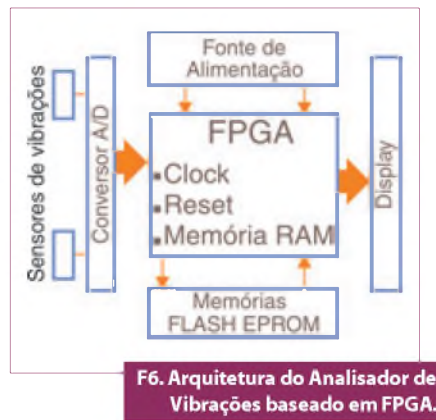 Sensores de vibrações
Conversor A/D
Fonte de
Alimentação
FPGA
▪Clock
▪Reset
▪Memória RAM
Memórias
FLASH EPROM
Display
F6. Arquitetura do Analisador de
Vibrações baseado em FPGA.